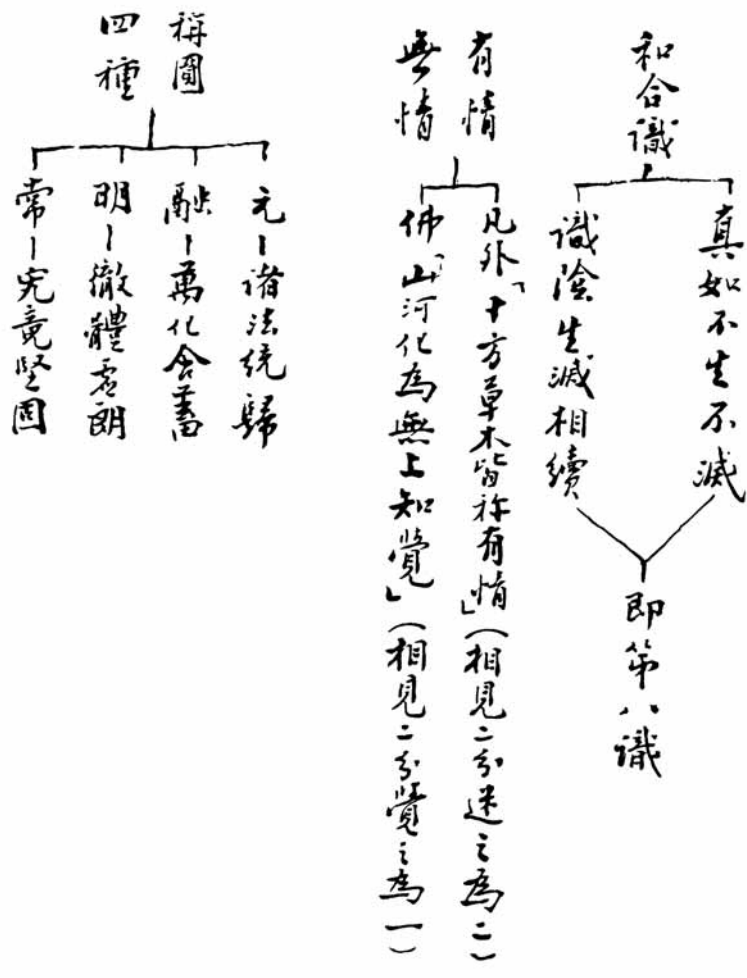 和合識
真如不生不滅
識陰生滅相續
即第八識
有情
無情
凡外「十方草木皆称有情」(相見二分迷之為二)
佛「山河化為無上知覺」(相見二分覺之為一)
稱圓
四種
元-諸法統歸
融-萬化含蓄
明-徹體虛朗
常-究竟堅固